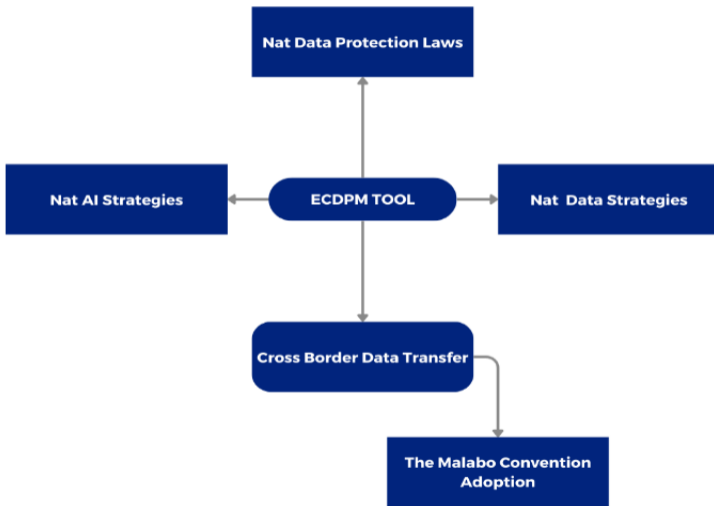 Nat Data Protection Laws
Nat AI Strategies
ECDPM TOOL
Nat Data Strategies
Cross Border Data Transfer
The Malabo Convention
Adoption